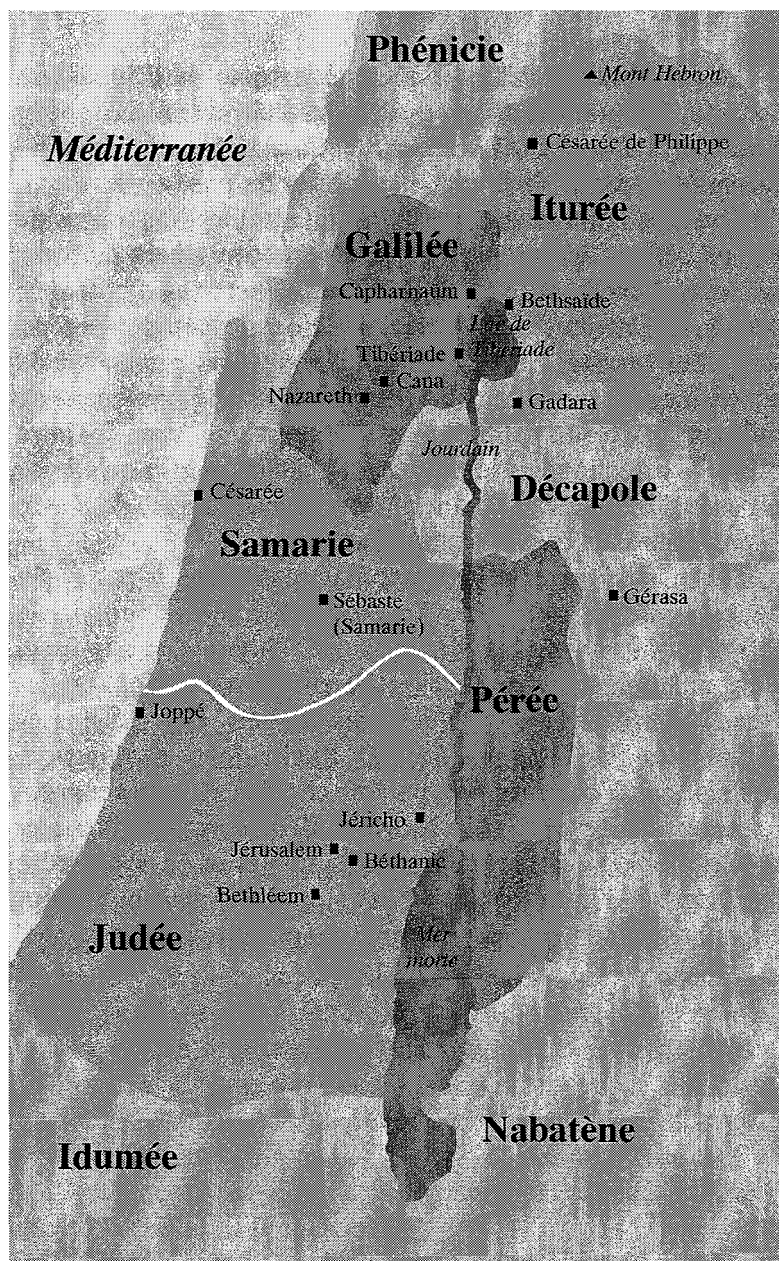 Phénicie
Mont Hébron
Méditerranée
Césarée de Philippe
Iturée
Galilée
Capharnaüm
Bethsaïde
Lac de
Tibériade
Tibériade
Cana
Nazareth
Gadara
Jourdain
Césarée
Décapole
Samarie
Sébaste
(Samarie)
Gérasa
Pérée
Joppé
Jéricho
Jérusalem
Béthanie
Bethléem
Judée
Mer
morte
Nabatène
Idumée